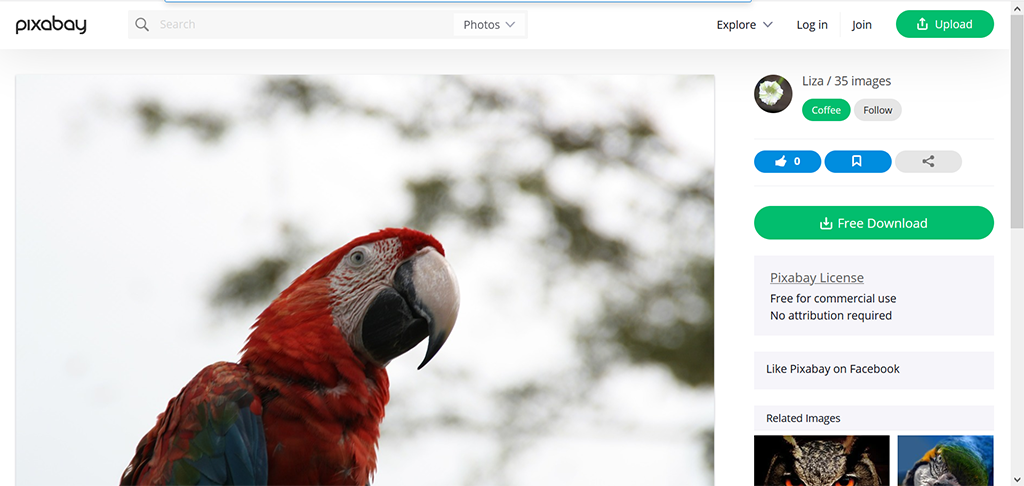 pixabay
Search
Photos
Explore
Log in
Join
Upload
Liza / 35 images
Coffee
Follow
0
Free Download
Pixabay License
Free for commercial use
No attribution required
Like Pixabay on Facebook
Related Images